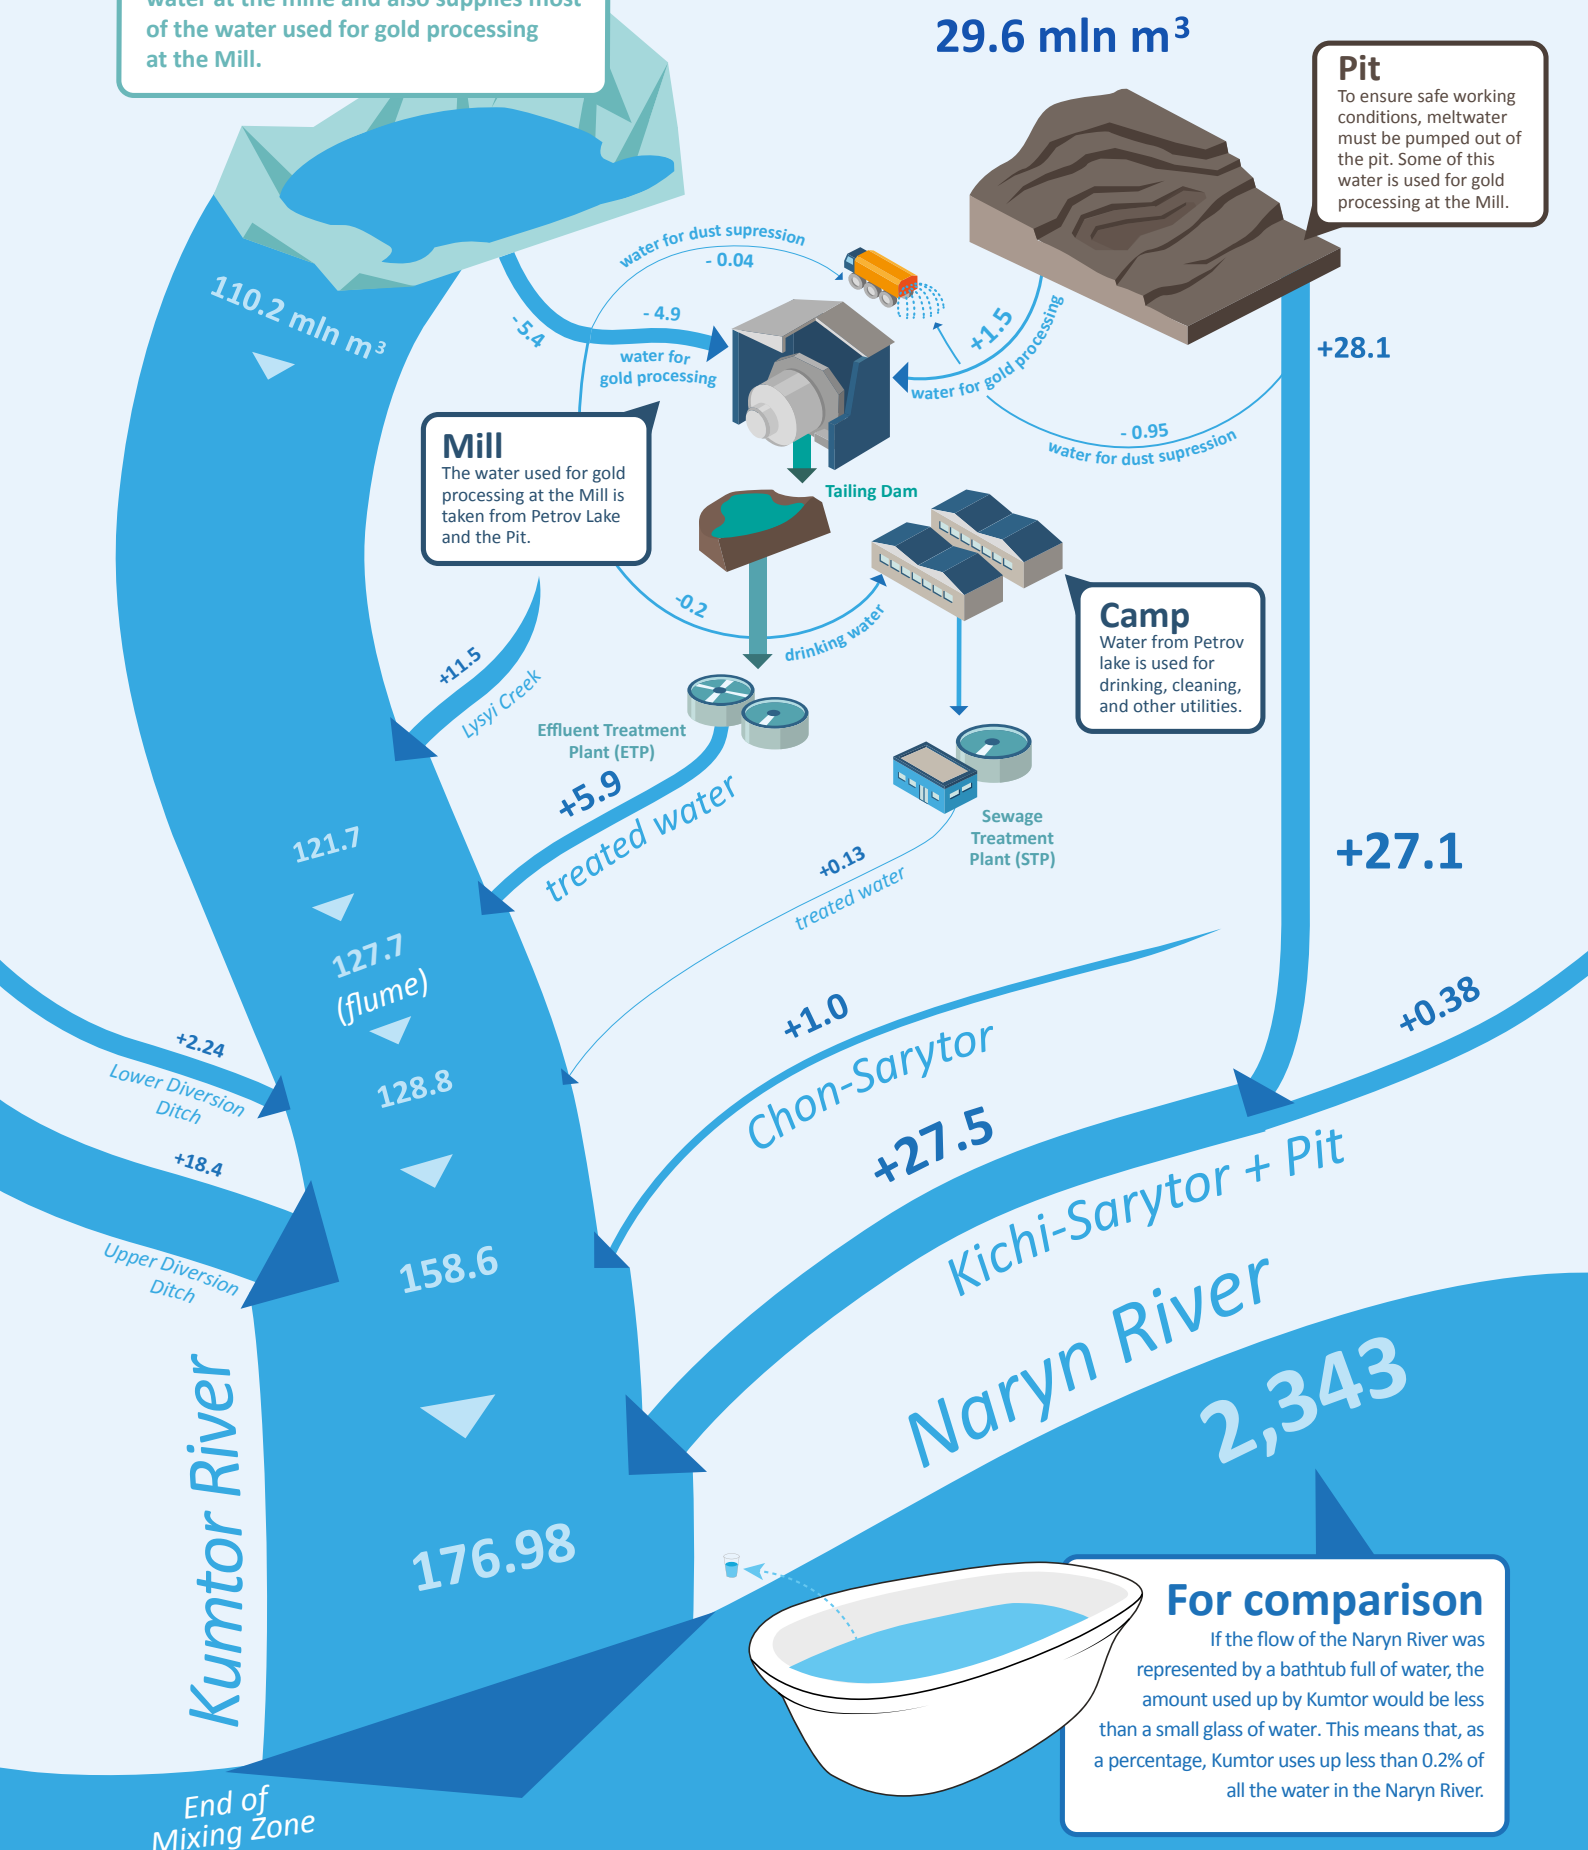 water at the mine and also supplies most
of the water used for gold processing
at the Mill.
29.6 mln m³
Pit
To ensure safe working
conditions, meltwater
must be pumped out of
the pit. Some of this
water is used for gold
processing at the Mill.
110.2 mln m³
- 5.4
water for dust supression
- 0.04
- 4.9
water for
gold processing
+1.5
water for gold processing
+28.1
- 0.95
water for dust supression
Mill
The water used for gold
processing at the Mill is
taken from Petrov Lake
and the Pit.
Tailing Dam
-0.2
drinking water
Camp
Water from Petrov
lake is used for
drinking, cleaning,
and other utilities.
+11.5
Lysyi Creek
Effluent Treatment
Plant (ETP)
+5.9
treated water
Sewage
Treatment
Plant (STP)
+0.13
treated water
+27.1
121.7
127.7
(flume)
128.8
+2.24
Lower Diversion
Ditch
+18.4
Upper Diversion
Ditch
+1.0
Chon-Sarytor
+0.38
+27.5
Kichi-Sarytor + Pit
158.6
Naryn River
2,343
Kumtor River
176.98
For comparison
If the flow of the Naryn River was
represented by a bathtub full of water, the
amount used up by Kumtor would be less
than a small glass of water. This means that, as
a percentage, Kumtor uses up less than 0.2% of
all the water in the Naryn River.
End of
Mixing Zone